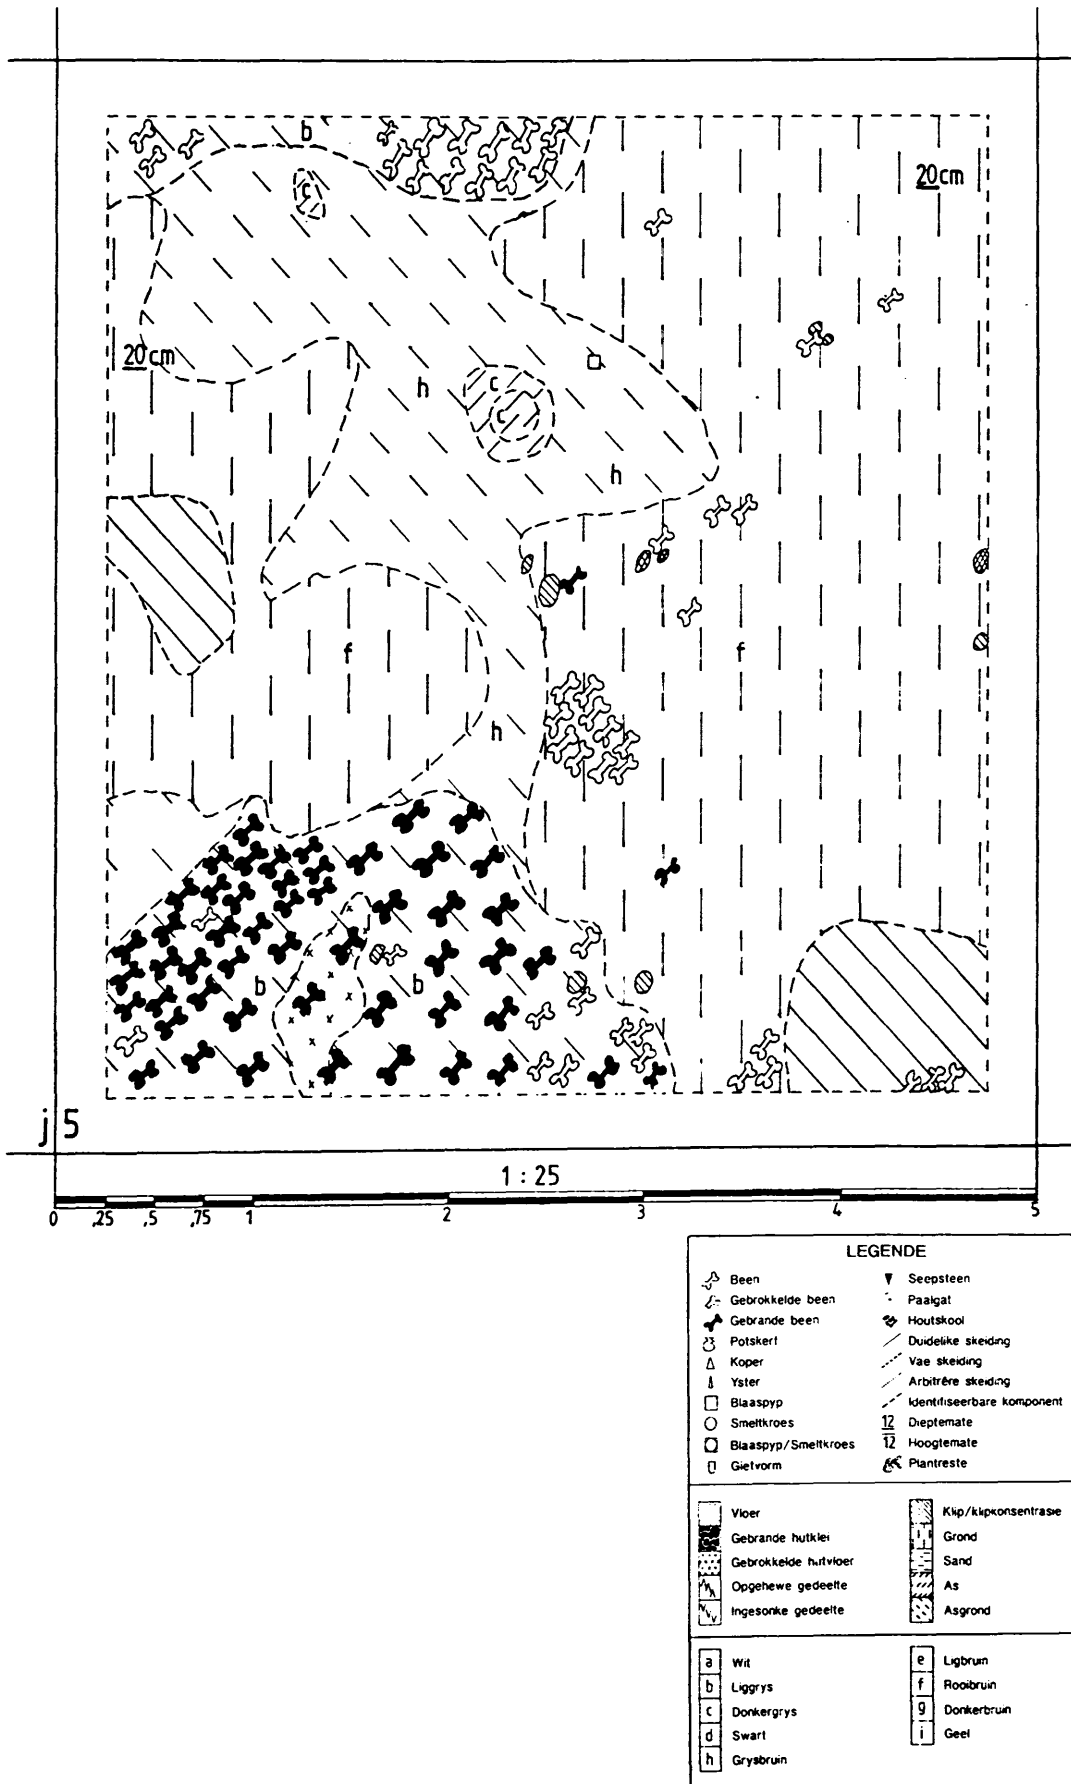 b
20cm
c
20cm
h
c
c
h
f
f
h
b
b
j 5
1 : 25
0 ,25 ,5 ,75 1 2 3 4 5
LEGENDE
Been
Gebrokkelde been
Gebrande been
Potskerf
Koper
Yster
Blaaspyp
Smeltkroes
Blaaspyp/Smeltkroes
Gietvorm
Seepsteen
Paalgat
Houtskool
Duidelike skeiding
Vae skeiding
Arbitrêre skeiding
Identifiseerbare komponent
12 Dieptemate
12 Hoogtemate
Plantreste
Vloer
Gebrande hutklei
Gebrokkelde hutvloer
Opgehewe gedeelte
Ingesonke gedeelte
Klip/klipkonsentrasie
Grond
Sand
As
Asgrond
a Wit
b Liggrys
c Donkergrys
d Swart
h Grysbruin
e Ligbruin
f Rooibruin
g Donkerbruin
i Geel